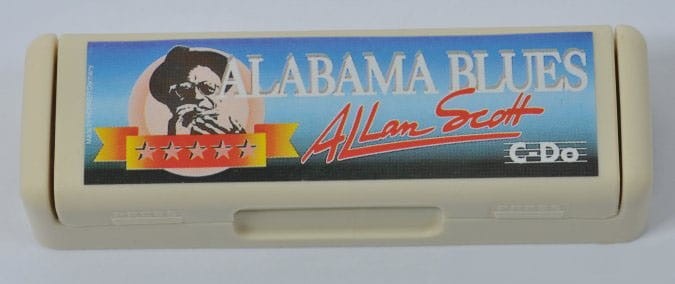 ALABAMA BLUES
Allan Scott
C-Do